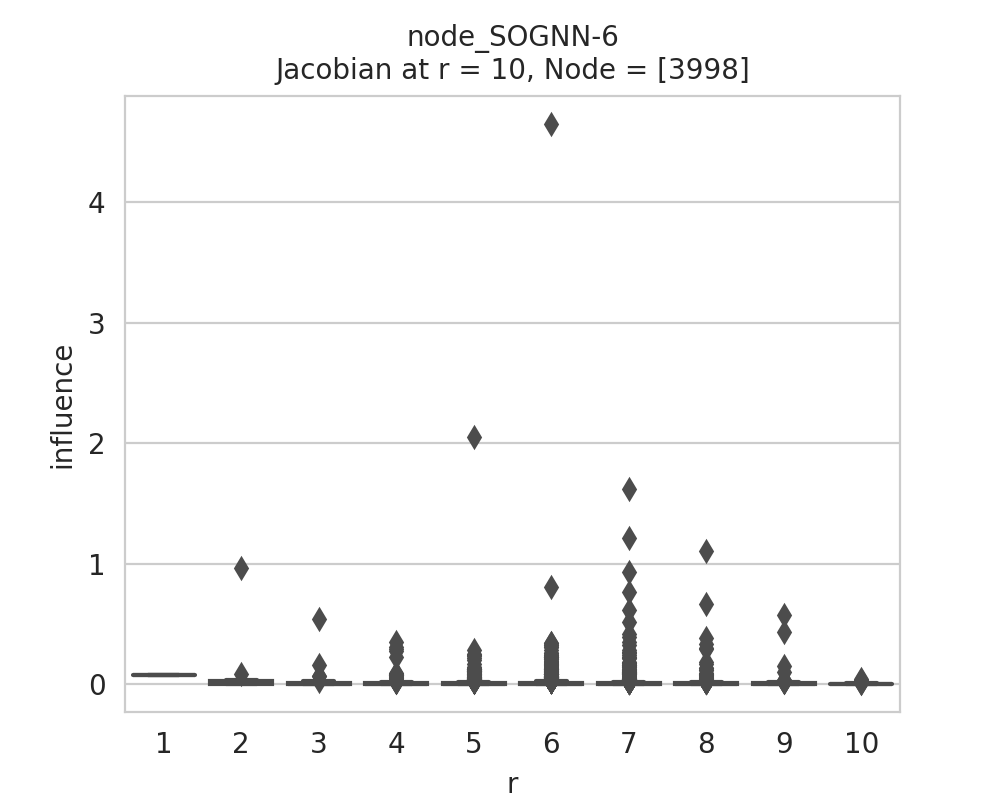 node_SOGNN-6
Jacobian at r = 10, Node = [3998]
influence
4
3
2
1
0
1 2 3 4 5 6 7 8 9 10
r